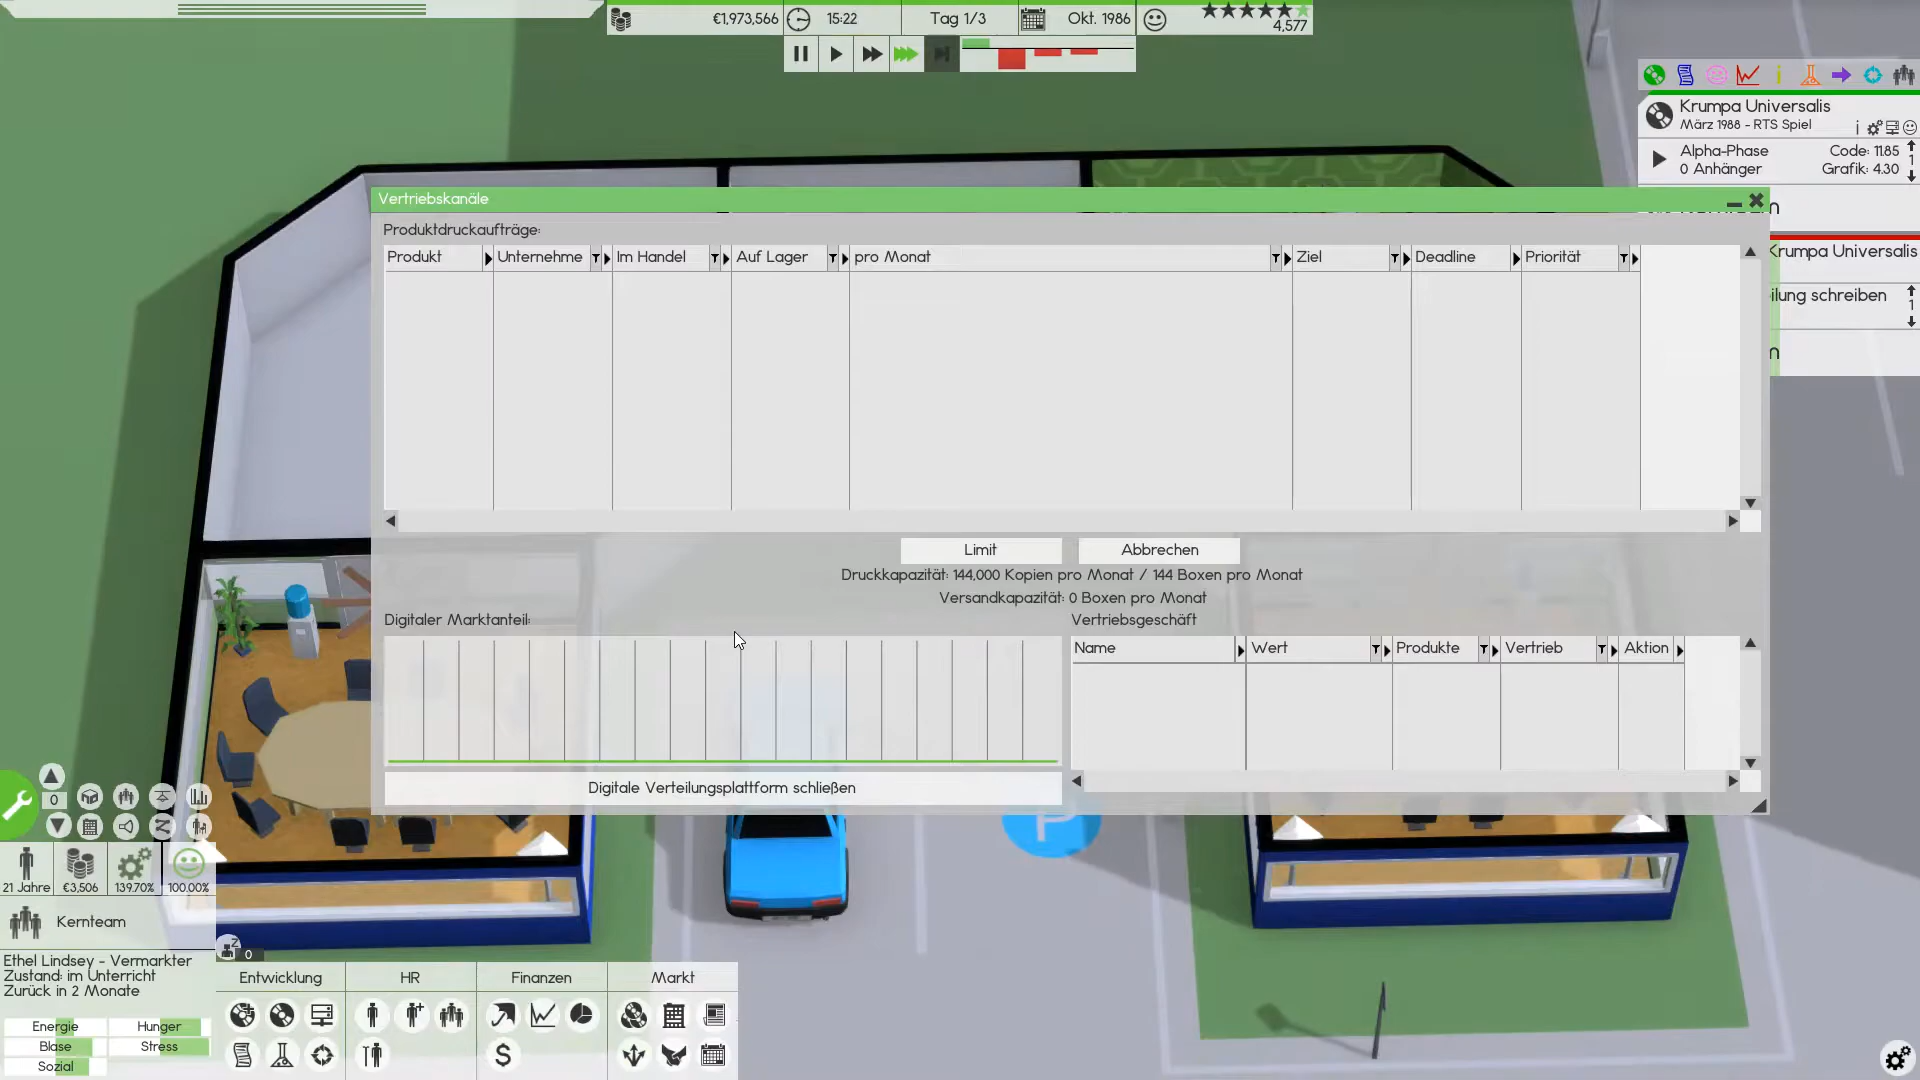 €1,973,566
15:22
Tag 1/3
Okt. 1986
4,577
Krumpa Universalis
März 1988 - RTS Spiel
Alpha-Phase
Code: 11.85
0 Anhänger
Grafik: 4.30
1
Krumpa Universalis
ilung schreiben
1
n
Vertriebskanäle
Produktdruckaufträge:
Produkt
Unternehme
Im Handel
Auf Lager
pro Monat
Ziel
Deadline
Priorität
Limit
Abbrechen
Druckkapazität: 144,000 Kopien pro Monat / 144 Boxen pro Monat
Versandkapazität: 0 Boxen pro Monat
Digitaler Marktanteil:
Vertriebsgeschäft
Name
Wert
Produkte
Vertrieb
Aktion
Digitale Verteilungsplattform schließen
P
0
21 Jahre
€3,506
139.70%
100.00%
Kernteam
Ethel Lindsey - Vermarkter
Zustand: im Unterricht
Zurück in 2 Monate
Energie
Hunger
Blase
Stress
Sozial
0
Entwicklung
HR
Finanzen
Markt